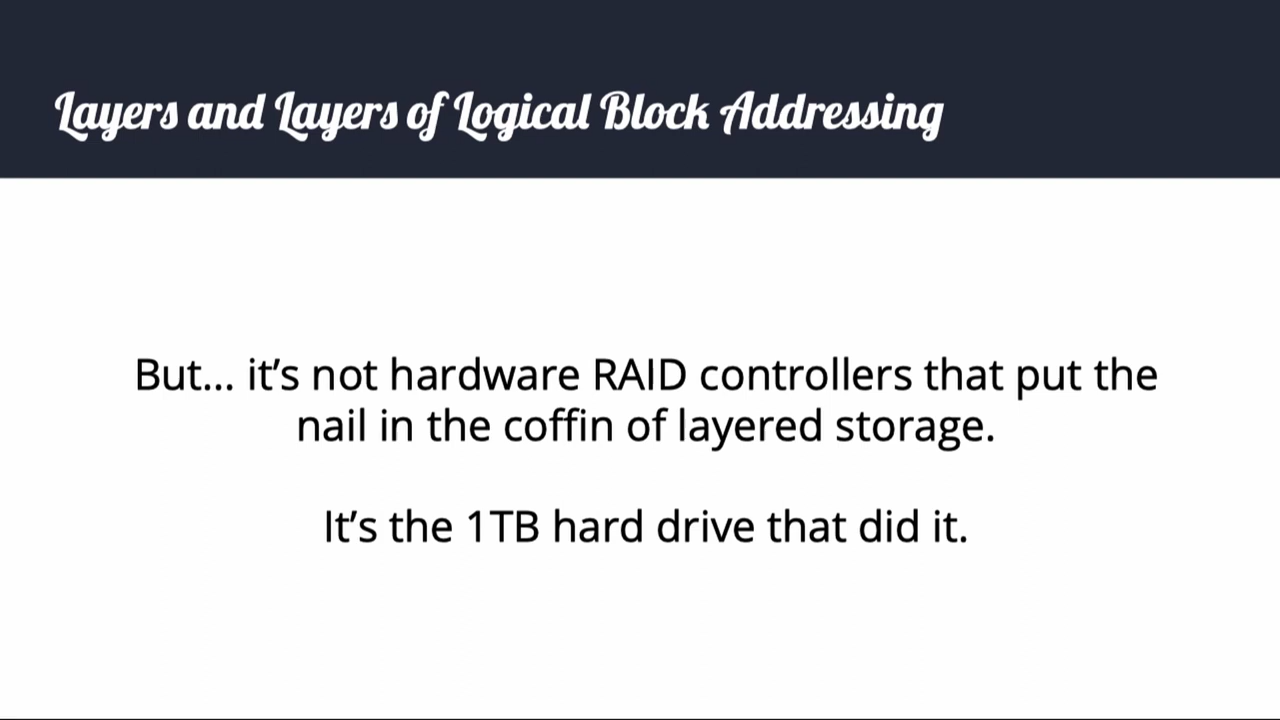 Layers and Layers of Logical Block Addressing
But... it’s not hardware RAID controllers that put the
nail in the coffin of layered storage.
It’s the 1TB hard drive that did it.